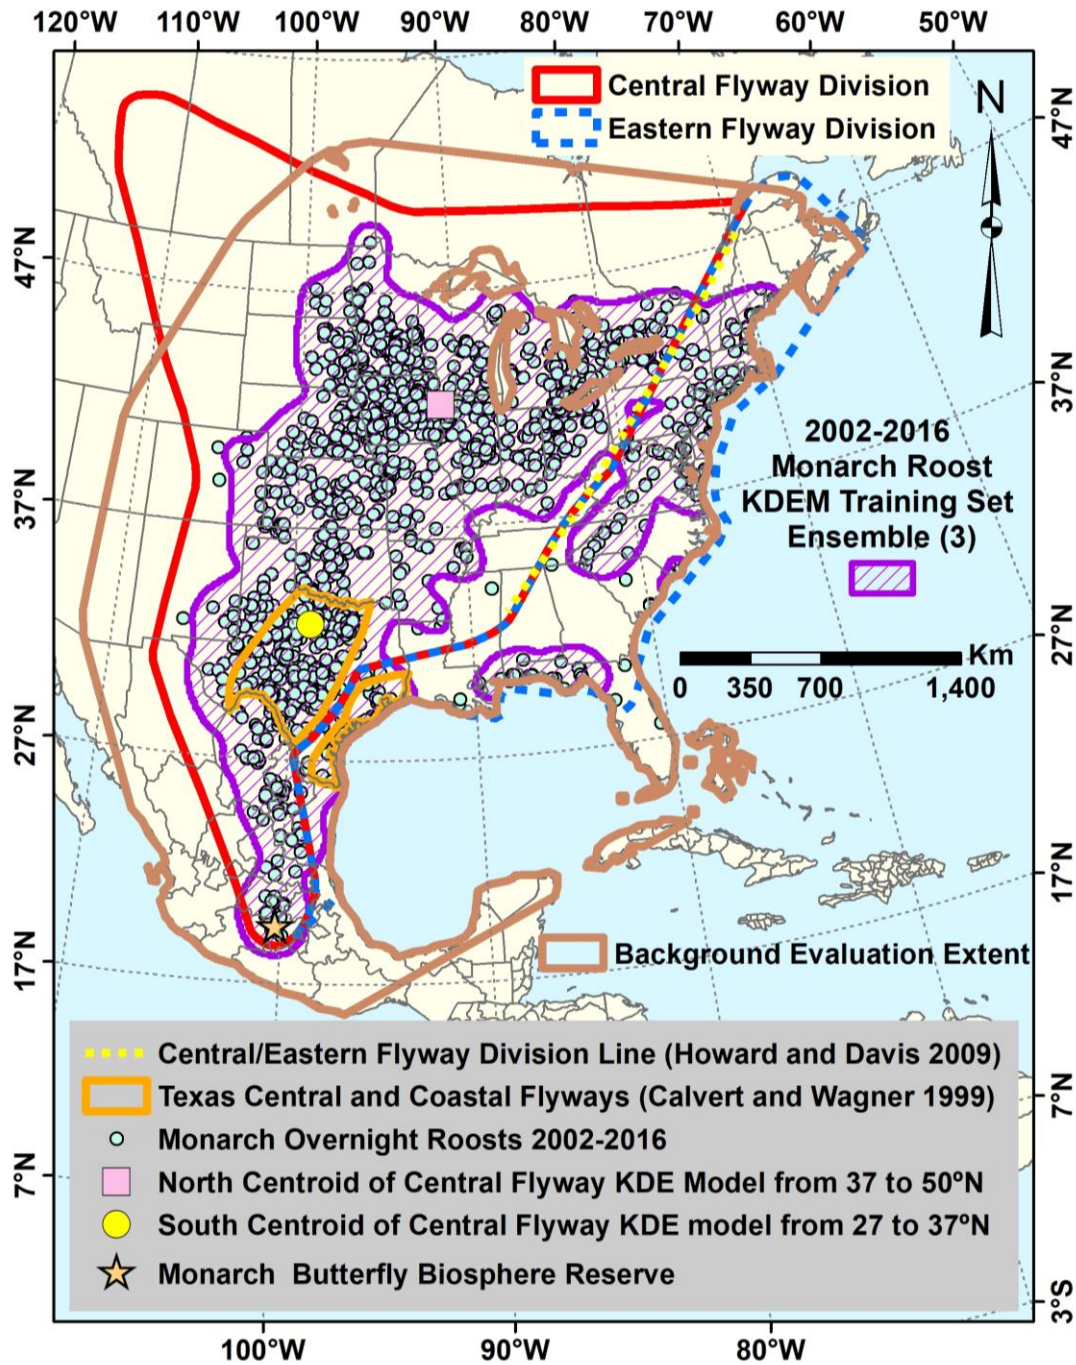 120°W 110°W 100°W 90°W 80°W 70°W 60°W 50°W
Central Flyway Division
Eastern Flyway Division
N
47°N
47°N
37°N
37°N
27°N
27°N
17°N
17°N
7°N
7°N
3°S
2002-2016
Monarch Roost
KDEM Training Set
Ensemble (3)
Km
0 350 700 1,400
Background Evaluation Extent
Central/Eastern Flyway Division Line (Howard and Davis 2009)
Texas Central and Coastal Flyways (Calvert and Wagner 1999)
Monarch Overnight Roosts 2002-2016
North Centroid of Central Flyway KDE Model from 37 to 50ºN
South Centroid of Central Flyway KDE model from 27 to 37ºN
Monarch Butterfly Biosphere Reserve
100°W 90°W 80°W